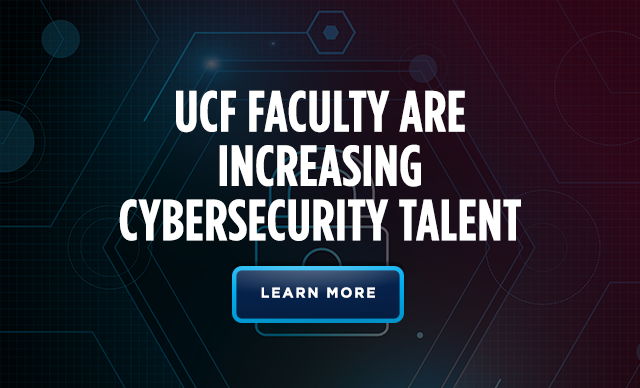 UCF FACULTY ARE
INCREASING
CYBERSECURITY TALENT
LEARN MORE